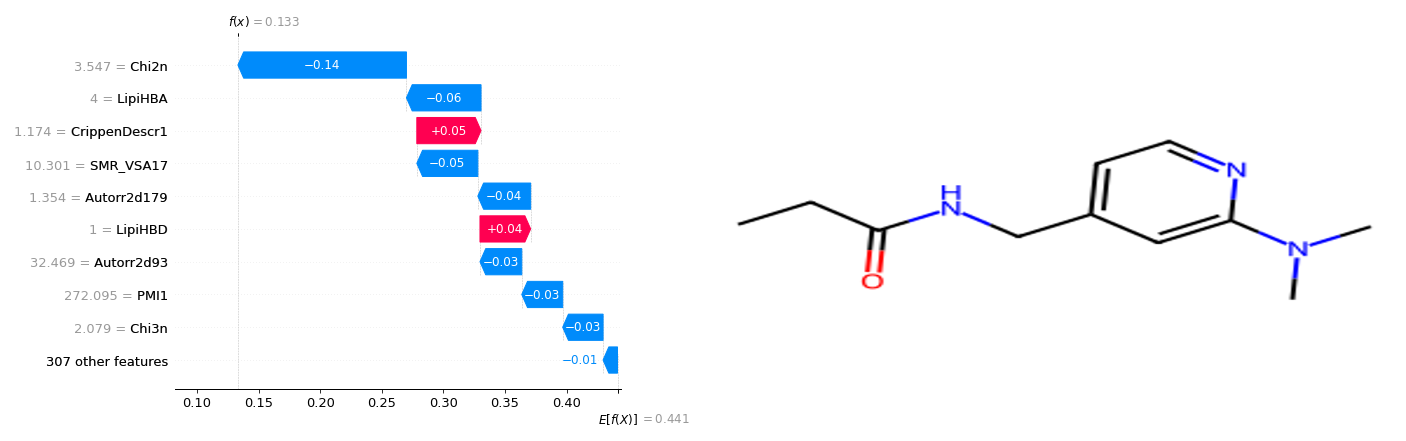 f(x) = 0.133
3.547 = Chi2n
−0.14
4 = LipiHBA
−0.06
1.174 = CrippenDescr1
+0.05
10.301 = SMR_VSA17
−0.05
1.354 = Autorr2d179
−0.04
1 = LipiHBD
+0.04
32.469 = Autorr2d93
−0.03
272.095 = PMI1
−0.03
2.079 = Chi3n
−0.03
307 other features
−0.01
0.10 0.15 0.20 0.25 0.30 0.35 0.40
E[f(X)] = 0.441
N
H
N
N
O